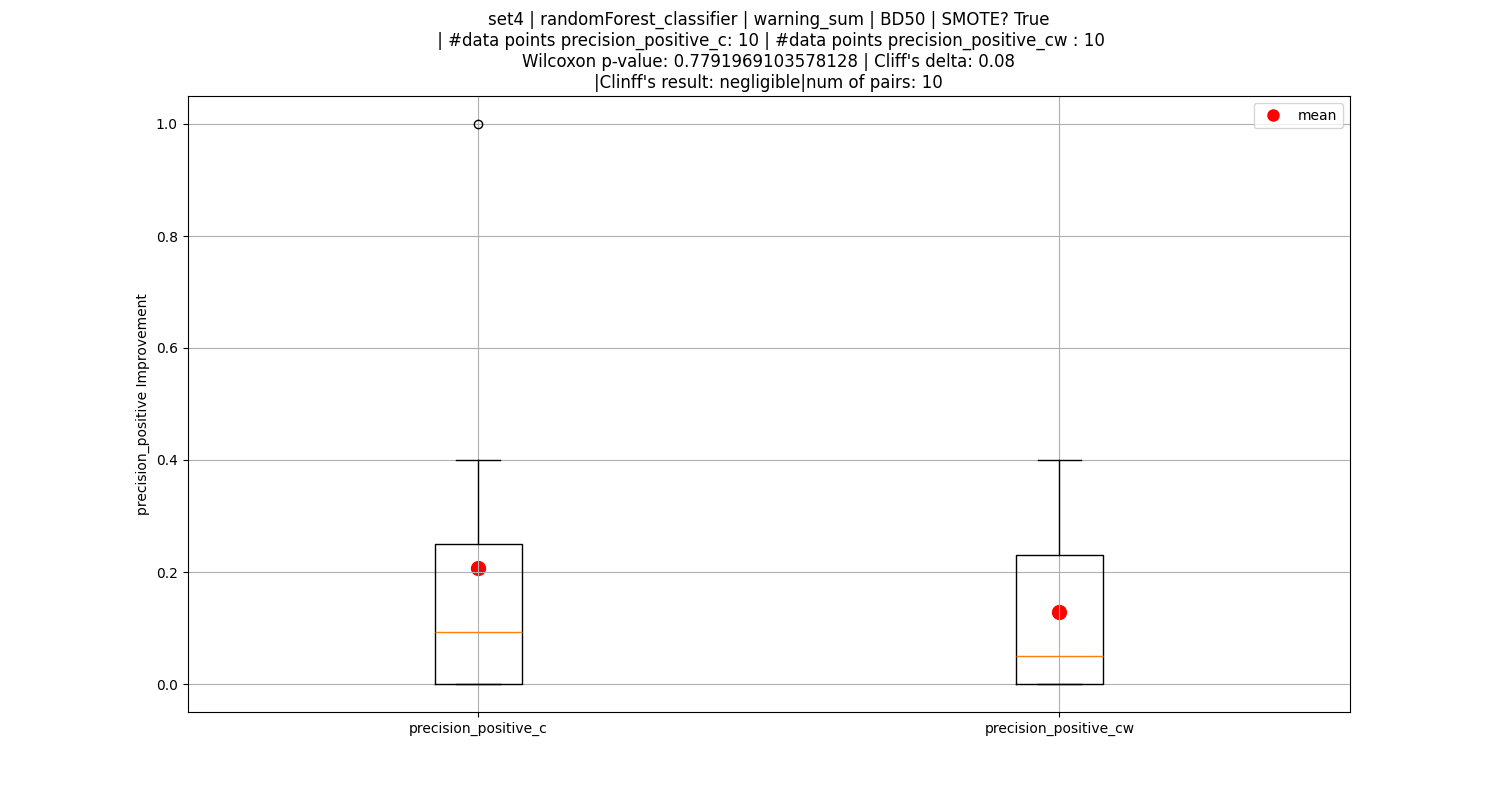 set4 | randomForest_classifier | warning_sum | BD50 | SMOTE? True
| #data points precision_positive_c: 10 | #data points precision_positive_cw : 10
Wilcoxon p-value: 0.7791969103578128 | Cliff's delta: 0.08
|Clinff's result: negligible|num of pairs: 10
mean
1.0
0.8
0.6
0.4
0.2
0.0
precision_positive Improvement
precision_positive_c
precision_positive_cw